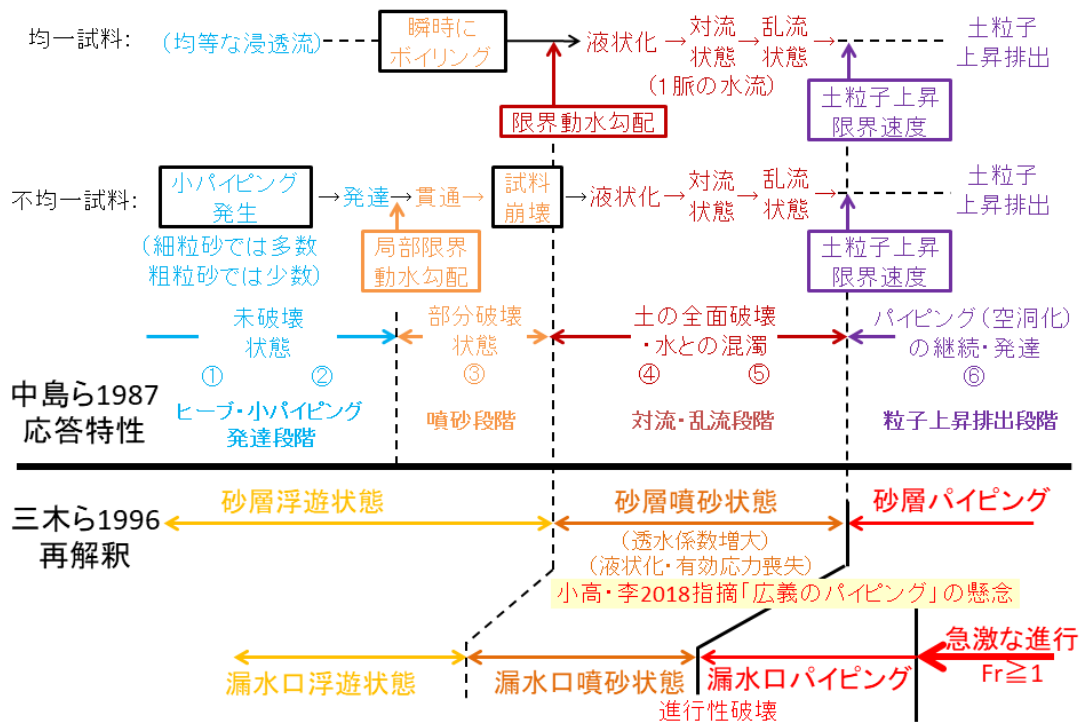 均一試料:
(均等な浸透流)
瞬時に
ボイリング
液状化
対流
状態
乱流
状態
(1脈の水流)
土粒子
上昇排出
限界動水勾配
土粒子上昇
限界速度
不均一試料:
小パイピング
発生
発達
貫通
試料
崩壊
液状化
対流
状態
乱流
状態
土粒子
上昇排出
(細粒砂では多数
粗粒砂では少数)
局部限界
動水勾配
土粒子上昇
限界速度
未破壊
状態
部分破壊
状態
土の全面破壊
・水との混濁
パイピング(空洞化)
の継続・発達
① ② ③ ④ ⑤ ⑥
中島ら1987
応答特性
ヒーブ・小パイピング
発達段階
噴砂段階
対流・乱流段階
粒子上昇排出段階
三木ら1996
再解釈
砂層浮遊状態
砂層噴砂状態
砂層パイピング
(透水係数増大)
(液状化・有効応力喪失)
小高・李2018指摘「広義のパイピング」の懸念
急激な進行
Fr≧1
漏水口浮遊状態
漏水口噴砂状態
漏水口パイピング
進行性破壊